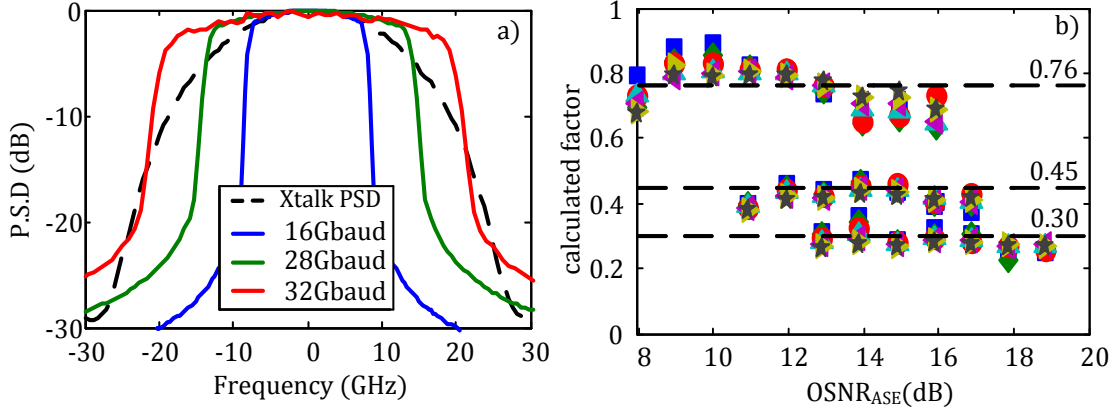 a)
0
-10
-20
-30
P.S.D (dB)
Xtalk PSD
16Gbaud
28Gbaud
32Gbaud
-30 -20 -10 0 10 20 30
Frequency (GHz)
b)
1
0.8
0.6
0.4
0.2
0
calculated factor
0.76
0.45
0.30
8 10 12 14 16 18 20
OSNRASE(dB)